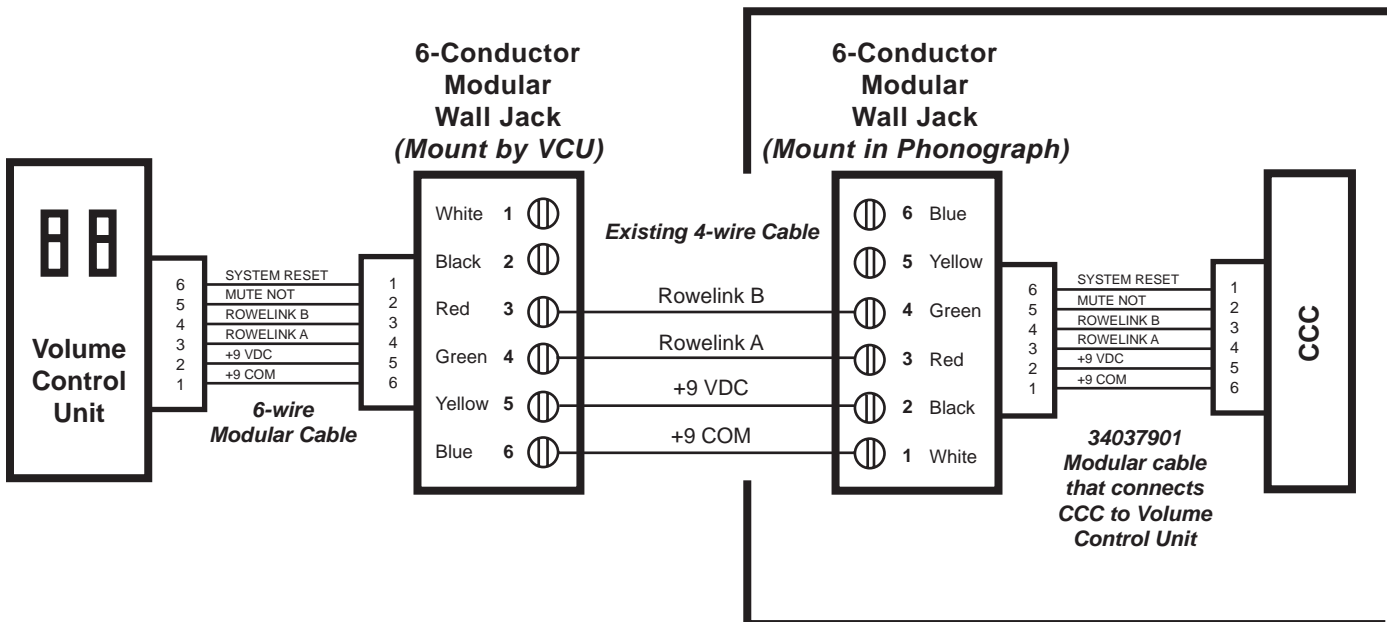 6-Conductor
Modular
Wall Jack
(Mount by VCU)
6-Conductor
Modular
Wall Jack
(Mount in Phonograph)
Volume
Control
Unit
6
5
4
3
2
1
SYSTEM RESET
MUTE NOT
ROWELINK B
ROWELINK A
+9 VDC
+9 COM
6-wire
Modular Cable
1
2
3
4
5
6
White 1
Black 2
Red 3
Green 4
Yellow 5
Blue 6
Existing 4-wire Cable
Rowelink B
Rowelink A
+9 VDC
+9 COM
6 Blue
5 Yellow
4 Green
3 Red
2 Black
1 White
6
5
4
3
2
1
SYSTEM RESET
MUTE NOT
ROWELINK B
ROWELINK A
+9 VDC
+9 COM
34037901
Modular cable
that connects
CCC to Volume
Control Unit
1
2
3
4
5
6
CCC